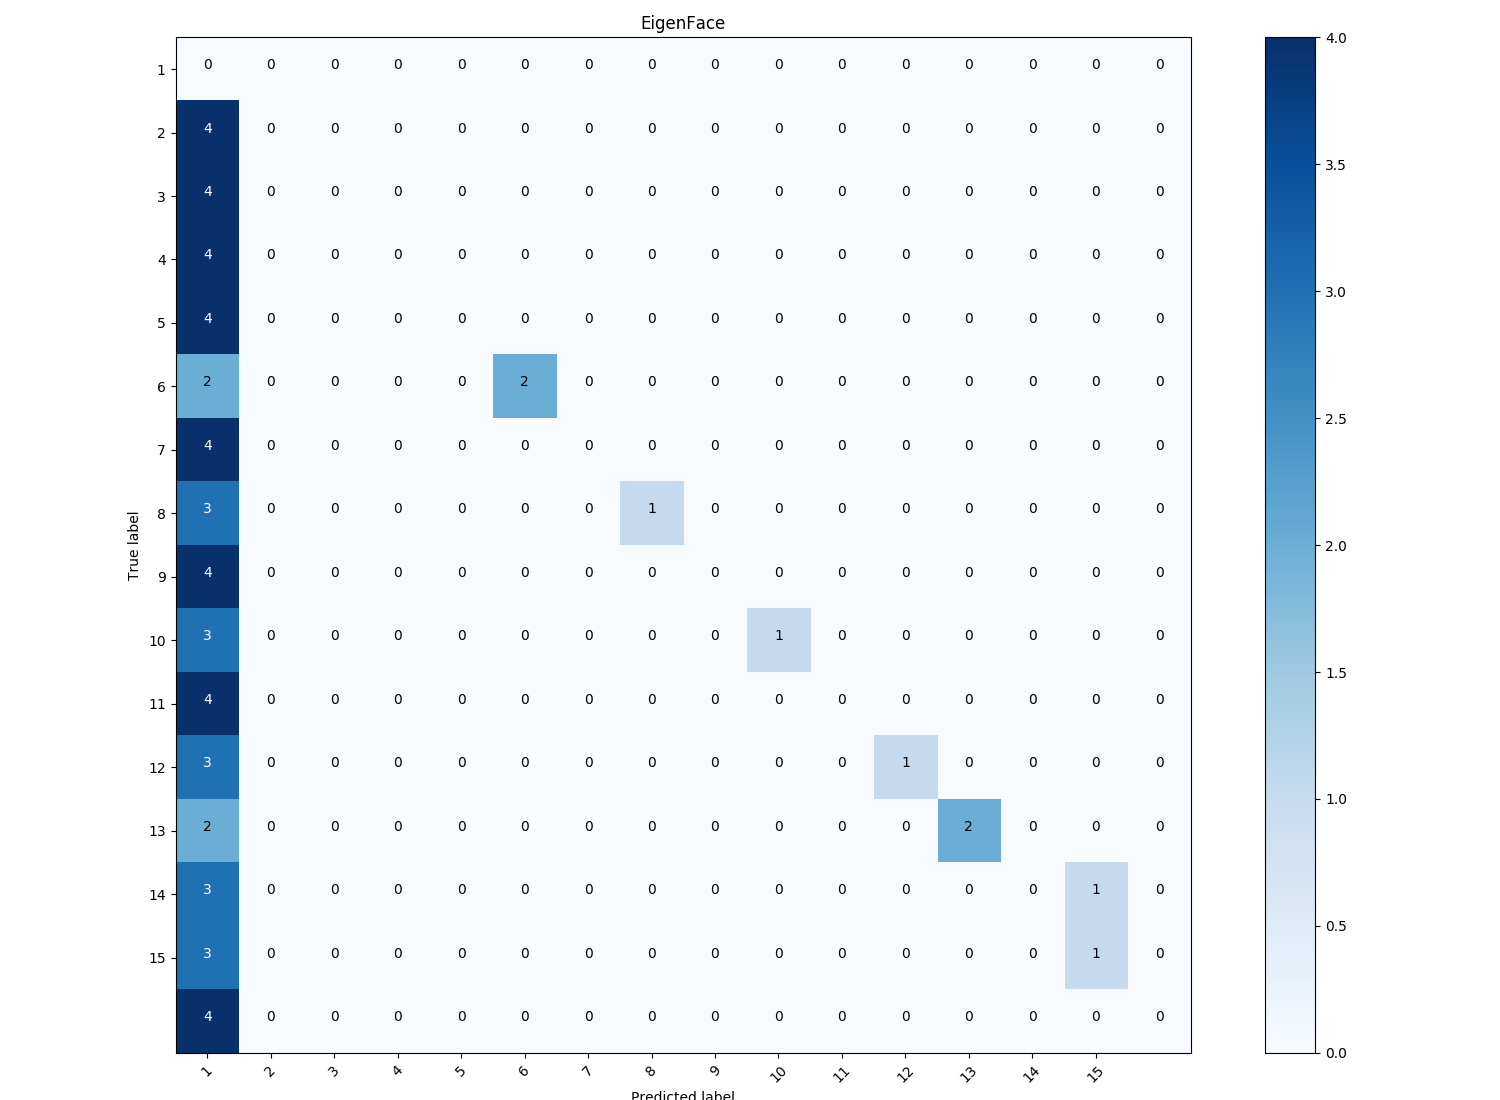 EigenFace
1 0 0 0 0 0 0 0 0 0 0 0 0 0 0 0 0
2 4 0 0 0 0 0 0 0 0 0 0 0 0 0 0 0
3 4 0 0 0 0 0 0 0 0 0 0 0 0 0 0 0
4 4 0 0 0 0 0 0 0 0 0 0 0 0 0 0 0
5 4 0 0 0 0 0 0 0 0 0 0 0 0 0 0 0
6 2 0 0 0 0 2 0 0 0 0 0 0 0 0 0 0
7 4 0 0 0 0 0 0 0 0 0 0 0 0 0 0 0
8 3 0 0 0 0 0 0 1 0 0 0 0 0 0 0 0
9 4 0 0 0 0 0 0 0 0 0 0 0 0 0 0 0
10 3 0 0 0 0 0 0 0 0 1 0 0 0 0 0 0
11 4 0 0 0 0 0 0 0 0 0 0 0 0 0 0 0
12 3 0 0 0 0 0 0 0 0 0 0 1 0 0 0 0
13 2 0 0 0 0 0 0 0 0 0 0 0 2 0 0 0
14 3 0 0 0 0 0 0 0 0 0 0 0 0 0 1 0
15 3 0 0 0 0 0 0 0 0 0 0 0 0 0 1 0
4 0 0 0 0 0 0 0 0 0 0 0 0 0 0 0
1 2 3 4 5 6 7 8 9 10 11 12 13 14 15
True label
Predicted label
4.0
3.5
3.0
2.5
2.0
1.5
1.0
0.5
0.0